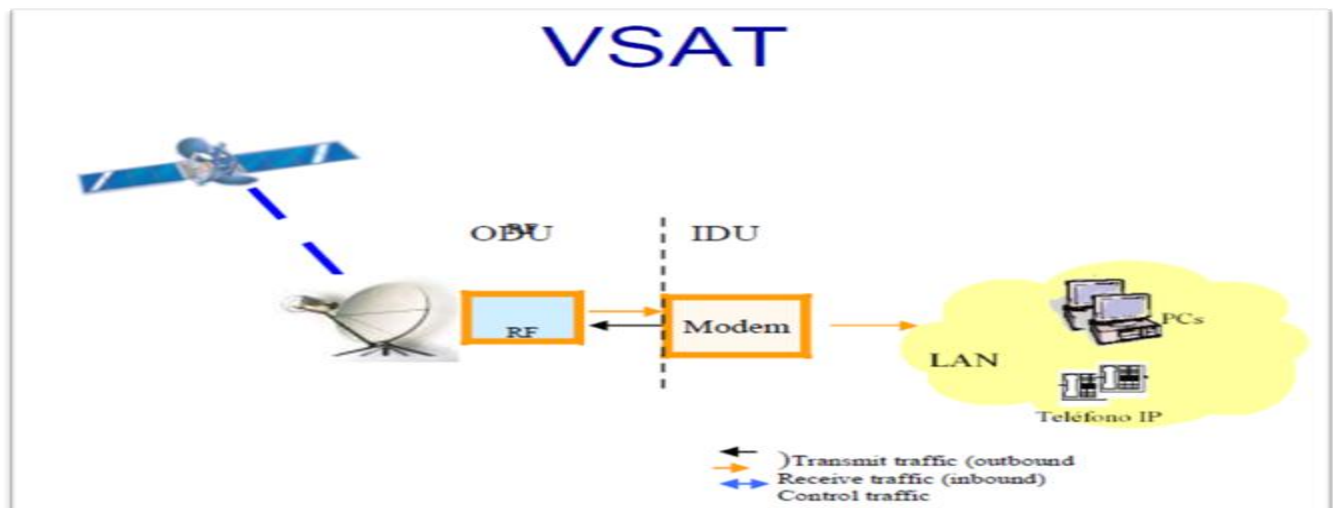 VSAT
ODU
IDU
RF
Modem
PCs
LAN
Teléfono IP
)Transmit traffic (outbound
Receive traffic (inbound)
Control traffic